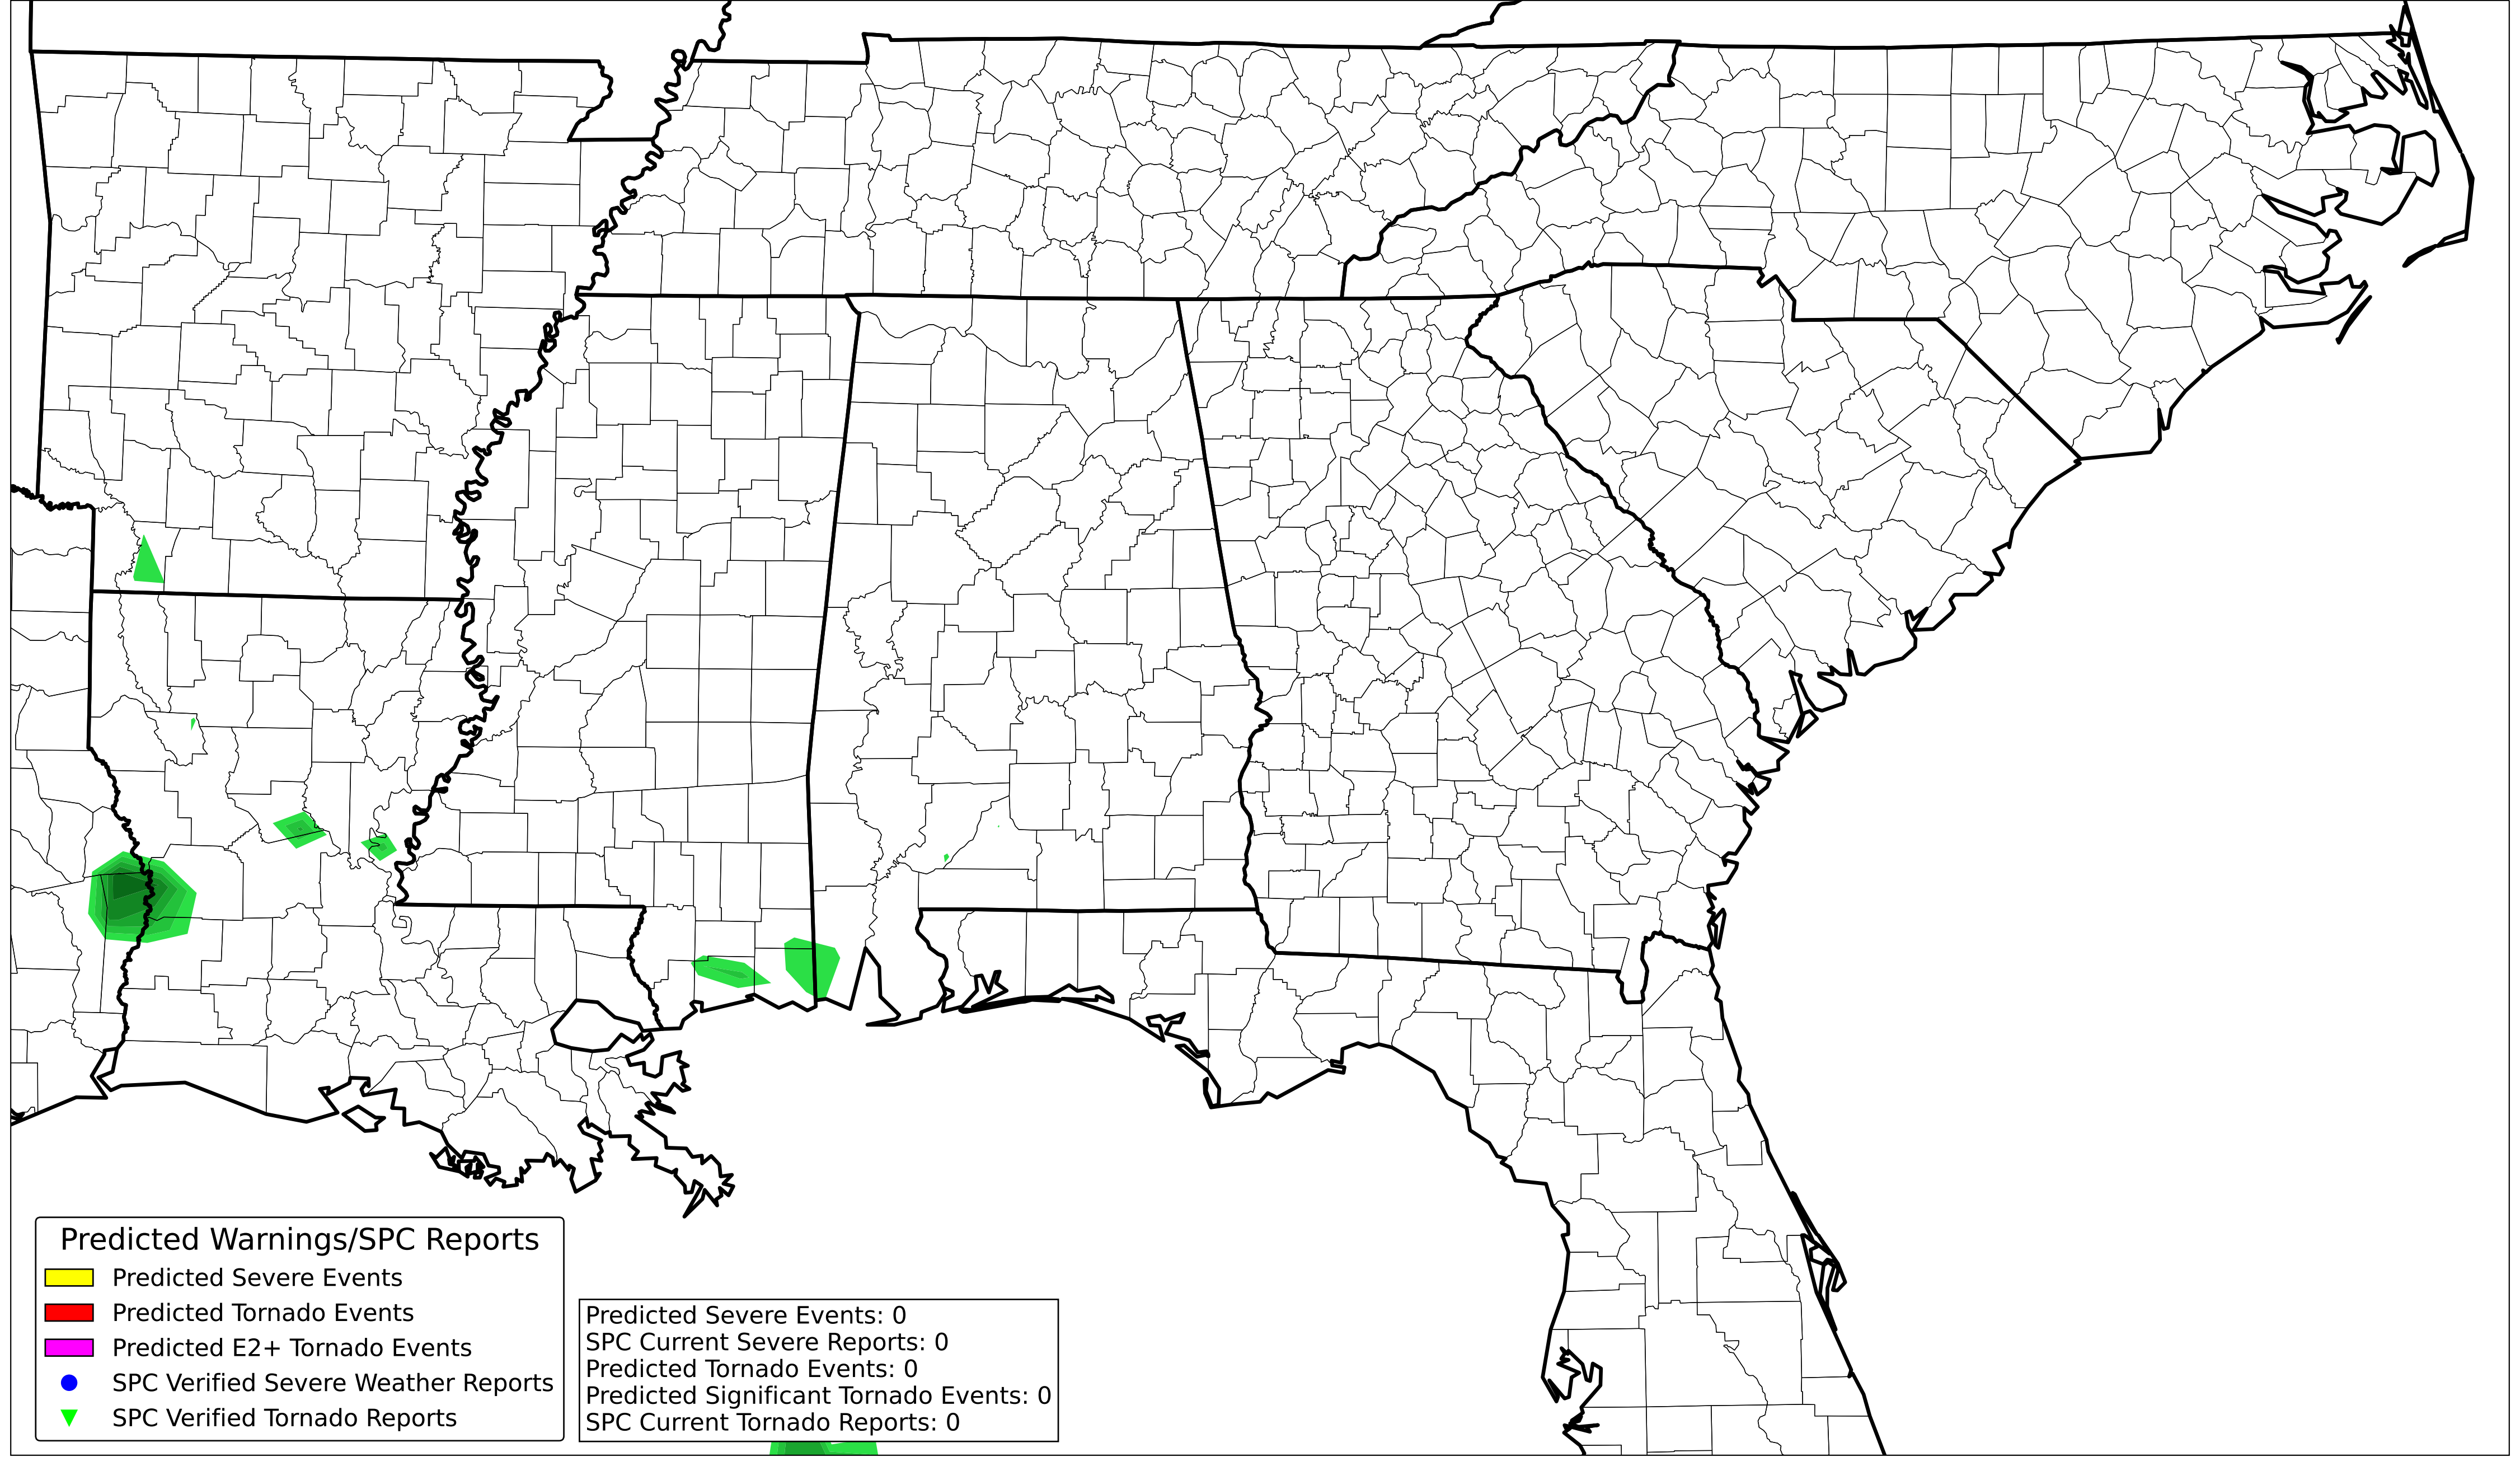 Predicted Warnings/SPC Reports
Predicted Severe Events
Predicted Tornado Events
Predicted E2+ Tornado Events
SPC Verified Severe Weather Reports
SPC Verified Tornado Reports
Predicted Severe Events: 0
SPC Current Severe Reports: 0
Predicted Tornado Events: 0
Predicted Significant Tornado Events: 0
SPC Current Tornado Reports: 0